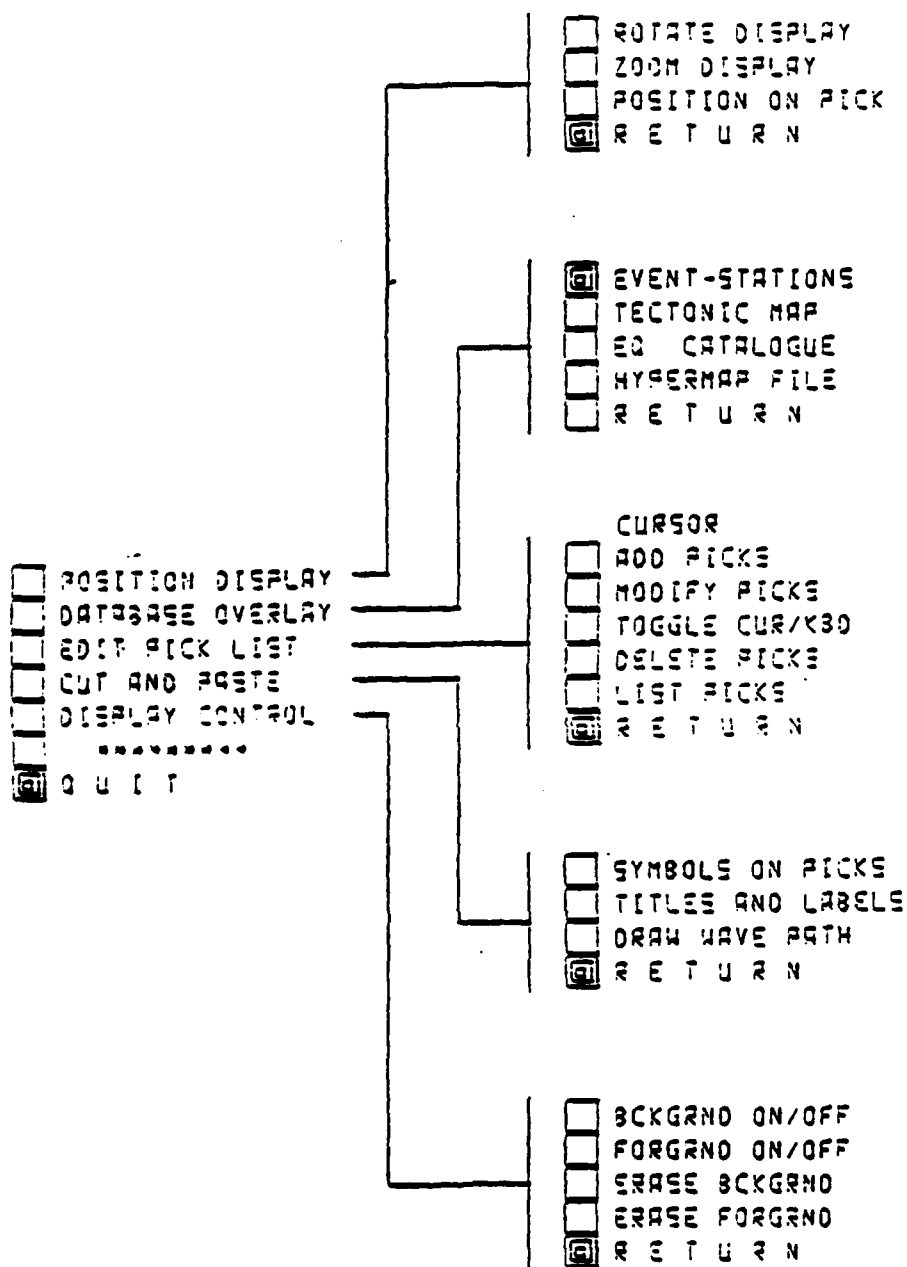 ROTATE DISPLAY
ZOOM DISPLAY
POSITION ON PICK
R E T U R N
EVENT-STATIONS
TECTONIC MAP
EQ CATALOGUE
HYPERMAP FILE
R E T U R N
CURSOR
ADD PICKS
MODIFY PICKS
TOGGLE CUR/KBD
DELETE PICKS
LIST PICKS
R E T U R N
POSITION DISPLAY
DATABASE OVERLAY
EDIT PICK LIST
CUT AND PASTE
DISPLAY CONTROL
*********
Q U I T
SYMBOLS ON PICKS
TITLES AND LABELS
DRAW WAVE PATH
R E T U R N
BCKGRND ON/OFF
FORGRND ON/OFF
ERASE BCKGRND
ERASE FORGRND
R E T U R N